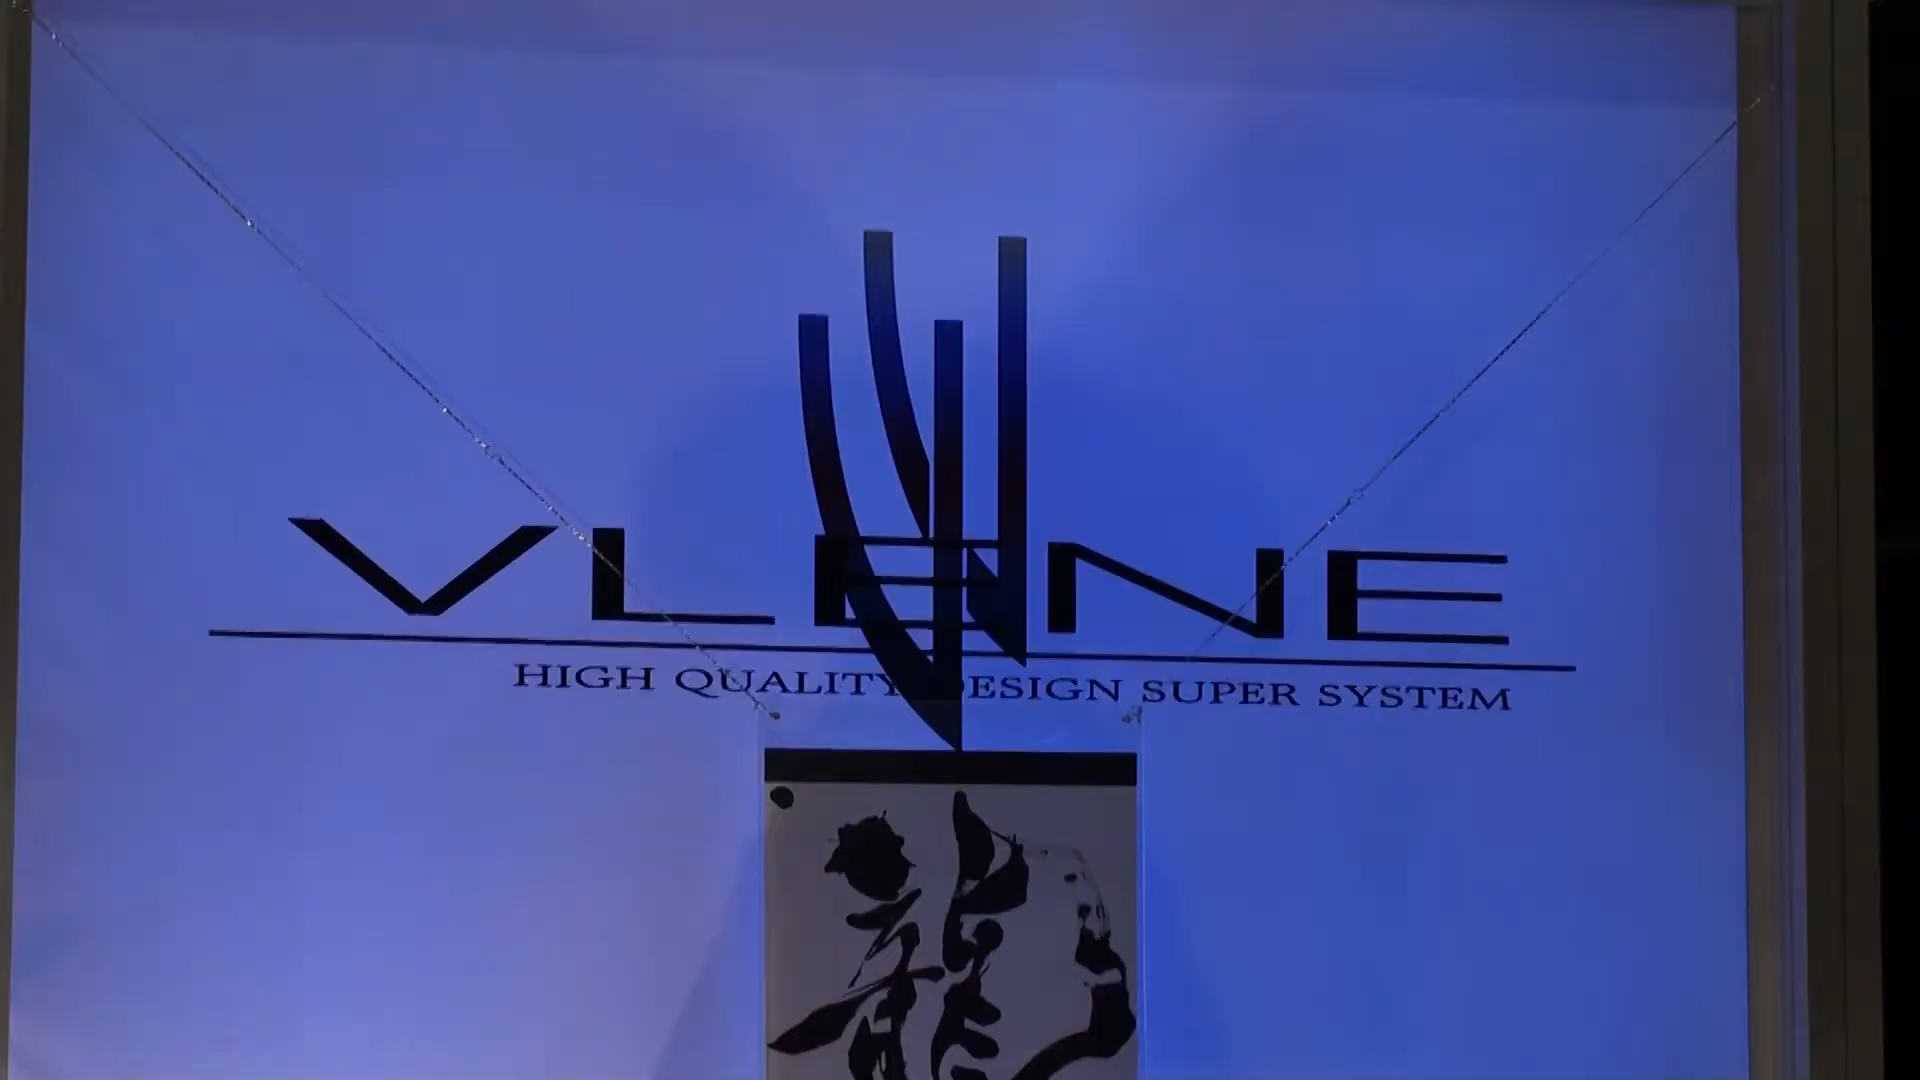 VLENE
HIGH QUALITY DESIGN SUPER SYSTEM
龍